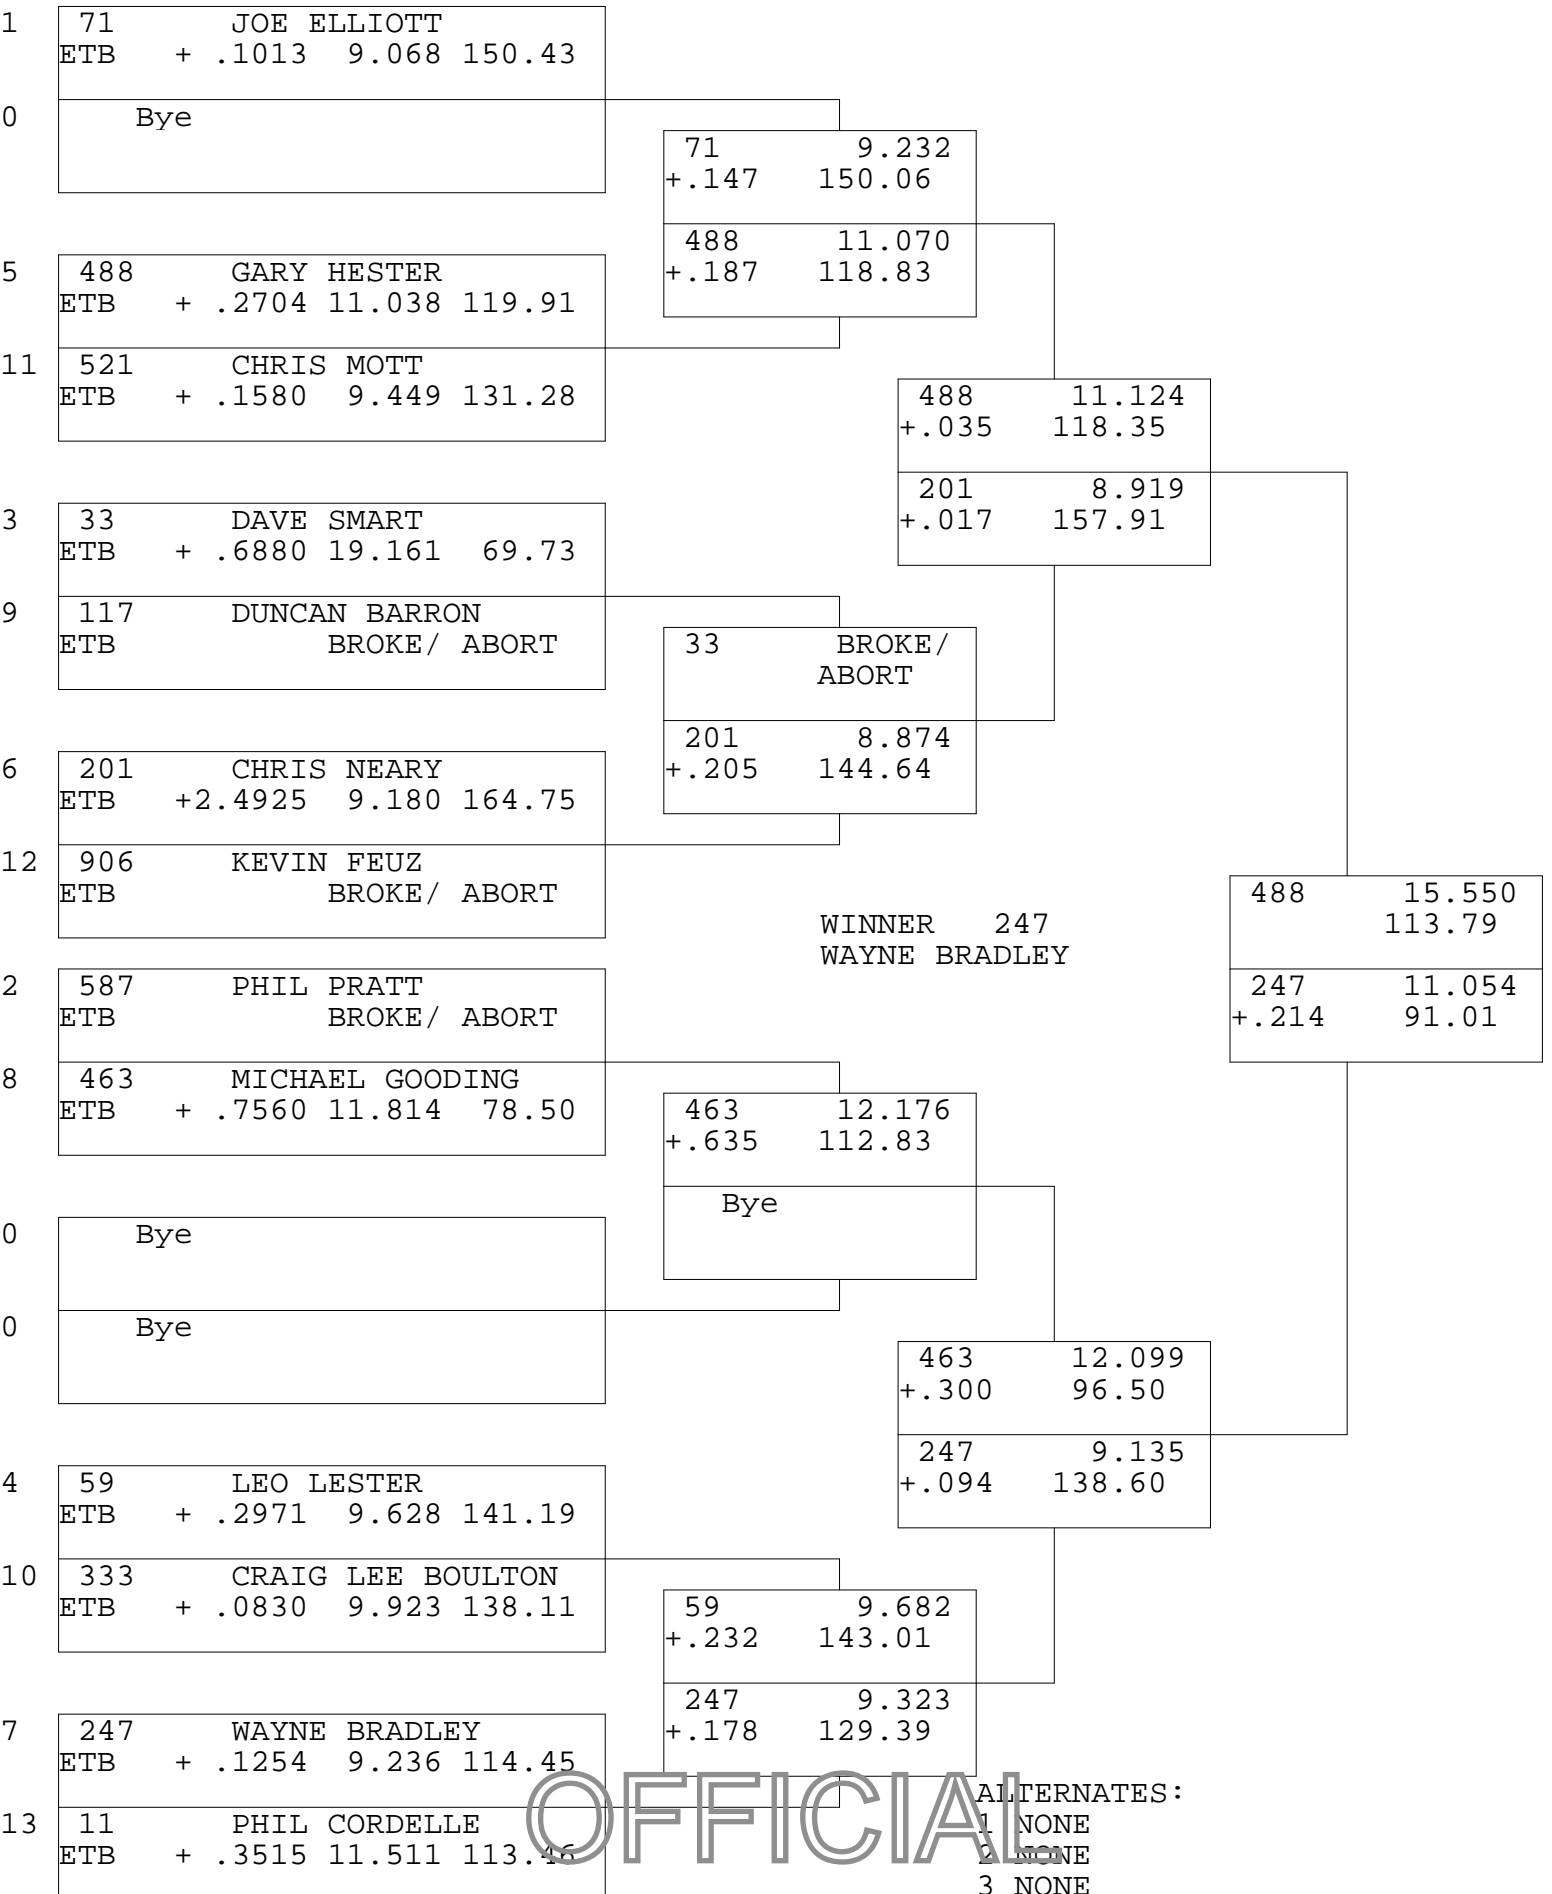 1 71 JOE ELLIOTT
ETB + .1013 9.068 150.43
0 Bye
71 9.232
+.147 150.06
488 11.070
+.187 118.83
5 488 GARY HESTER
ETB + .2704 11.038 119.91
11 521 CHRIS MOTT
ETB + .1580 9.449 131.28
488 11.124
+.035 118.35
201 8.919
+.017 157.91
3 33 DAVE SMART
ETB + .6880 19.161 69.73
9 117 DUNCAN BARRON
ETB BROKE/ ABORT
33 BROKE/
ABORT
201 8.874
+.205 144.64
6 201 CHRIS NEARY
ETB +2.4925 9.180 164.75
12 906 KEVIN FEUZ
ETB BROKE/ ABORT
WINNER 247
WAYNE BRADLEY
488 15.550
113.79
247 11.054
+.214 91.01
2 587 PHIL PRATT
ETB BROKE/ ABORT
8 463 MICHAEL GOODING
ETB + .7560 11.814 78.50
463 12.176
+.635 112.83
Bye
0 Bye
0 Bye
463 12.099
+.300 96.50
247 9.135
+.094 138.60
4 59 LEO LESTER
ETB + .2971 9.628 141.19
10 333 CRAIG LEE BOULTON
ETB + .0830 9.923 138.11
59 9.682
+.232 143.01
247 9.323
+.178 129.39
7 247 WAYNE BRADLEY
ETB + .1254 9.236 114.45
13 11 PHIL CORDELLE
ETB + .3515 11.511 113.46
OFFICIAL
ALTERNATES:
1 NONE
2 NONE
3 NONE